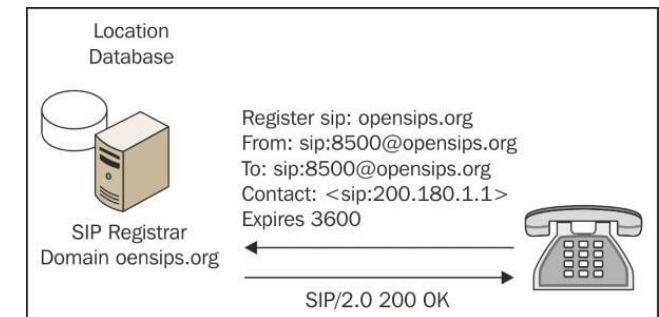 Location
Database
Register sip: opensips.org
From: sip:8500@opensips.org
To: sip:8500@opensips.org
Contact: <sip:200.180.1.1>
Expires 3600
SIP Registrar
Domain oensips.org
SIP/2.0 200 OK